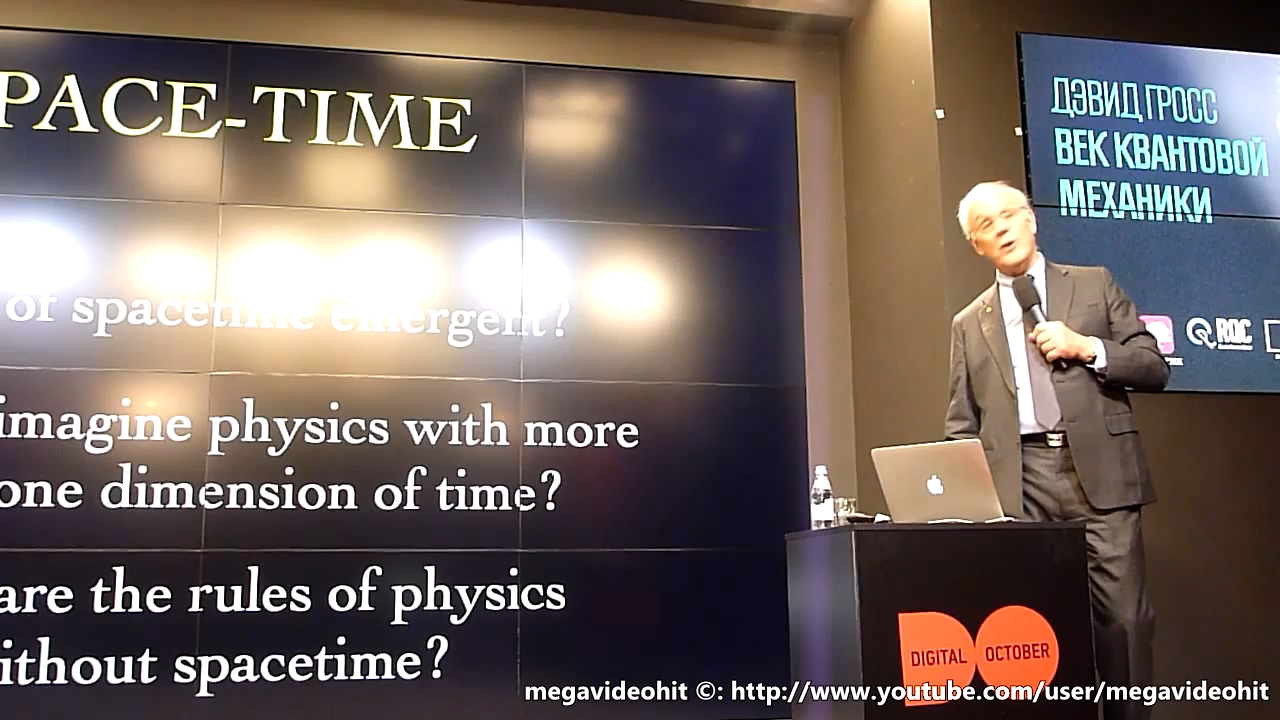 PACE-TIME
of spacetime emergent?
imagine physics with more
one dimension of time?
are the rules of physics
ithout spacetime?
ДЭВИД ГРОСС
ВЕК КВАНТОВОЙ
МЕХАНИКИ
RQC
DIGITAL OCTOBER
megavideohit ©: http://www.youtube.com/user/megavideohit